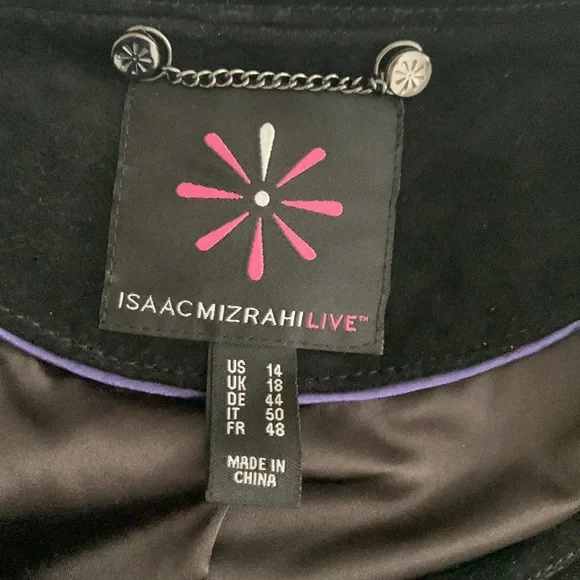 ISAACMIZRAHILIVE™
US 14
UK 18
DE 44
IT 50
FR 48
MADE IN
CHINA